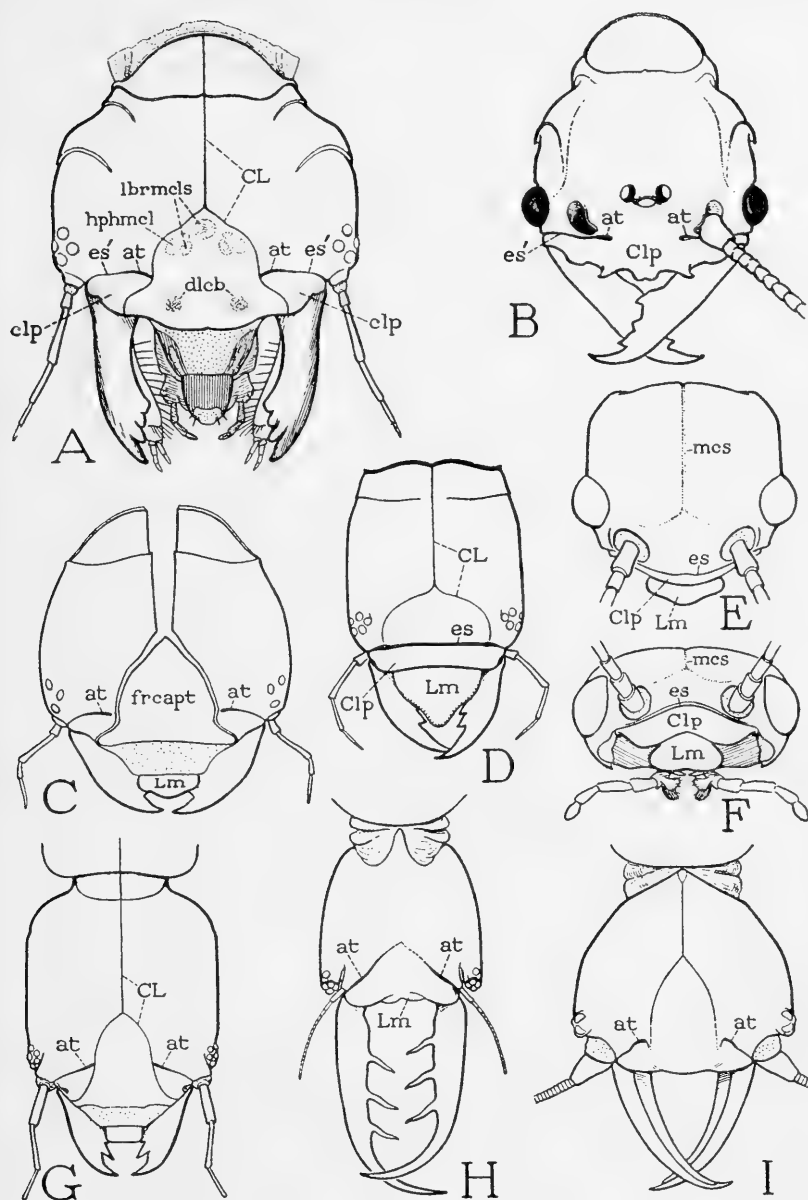 CL
lbrmcls
hphmcl
es' at at es'
dlcb
clp clp
A
at at
es' Clp
B
mcs
es
Clp Lm
E
CL
es
Clp Lm
D
at at
frcapt
Lm
C
mcs
es
Clp
Lm
F
CL
at at
G
at at
Lm
H
at at
I